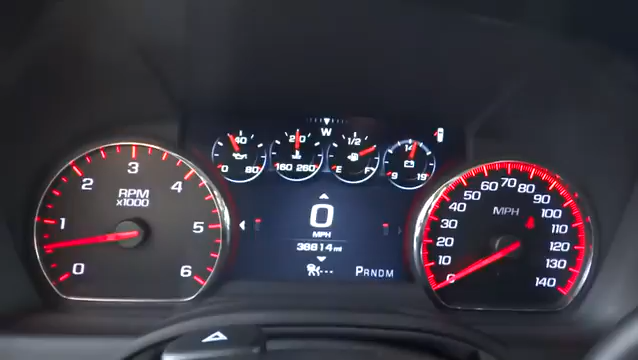 W
0 40 80
160 210 260
E 1/2 F
9 14 19
RPM
x1000
0 1 2 3 4 5 6
0
MPH
36614 mi
---
PRNDM
MPH
0 10 20 30 40 50 60 70 80 90 100 110 120 130 140